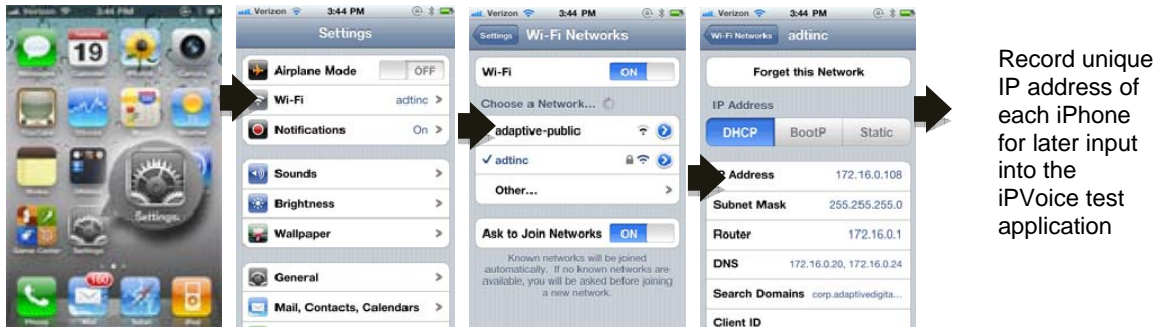 Verizon 3:44 PM
Tuesday
19
Settings
160
Verizon 3:44 PM
Settings
Airplane Mode OFF
Wi-Fi adtinc
Notifications On
Sounds
Brightness
Wallpaper
General
Mail, Contacts, Calendars
Verizon 3:44 PM
Settings Wi-Fi Networks
Wi-Fi ON
Choose a Network...
adaptive-public
adtinc
Other...
Ask to Join Networks ON
Known networks will be joined
automatically. If no known networks are
available, you will be asked before joining
a new network.
Verizon 3:44 PM
Wi-Fi Networks adtinc
Forget this Network
IP Address
DHCP BootP Static
Address 172.16.0.108
Subnet Mask 255.255.255.0
Router 172.16.0.1
DNS 172.16.0.20, 172.16.0.24
Search Domains corp.adaptivedigita...
Client ID
Record unique
IP address of
each iPhone
for later input
into the
iPVoice test
application